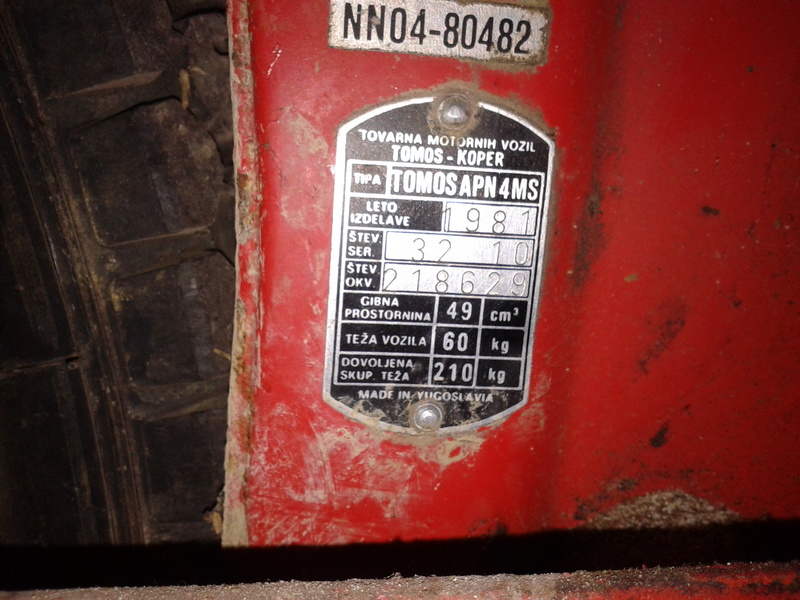 NN04-80482
TOVARNA MOTORNIH VOZIL
TOMOS - KOPER
TIPA TOMOS APN 4 MS
LETO IZDELAVE 1981
ŠTEV. SER. 32 10
ŠTEV. OKV. 218629
GIBNA PROSTORNINA 49 cm³
TEŽA VOZILA 60 kg
DOVOLJENA SKUP. TEŽA 210 kg
MADE IN YUGOSLAVIA